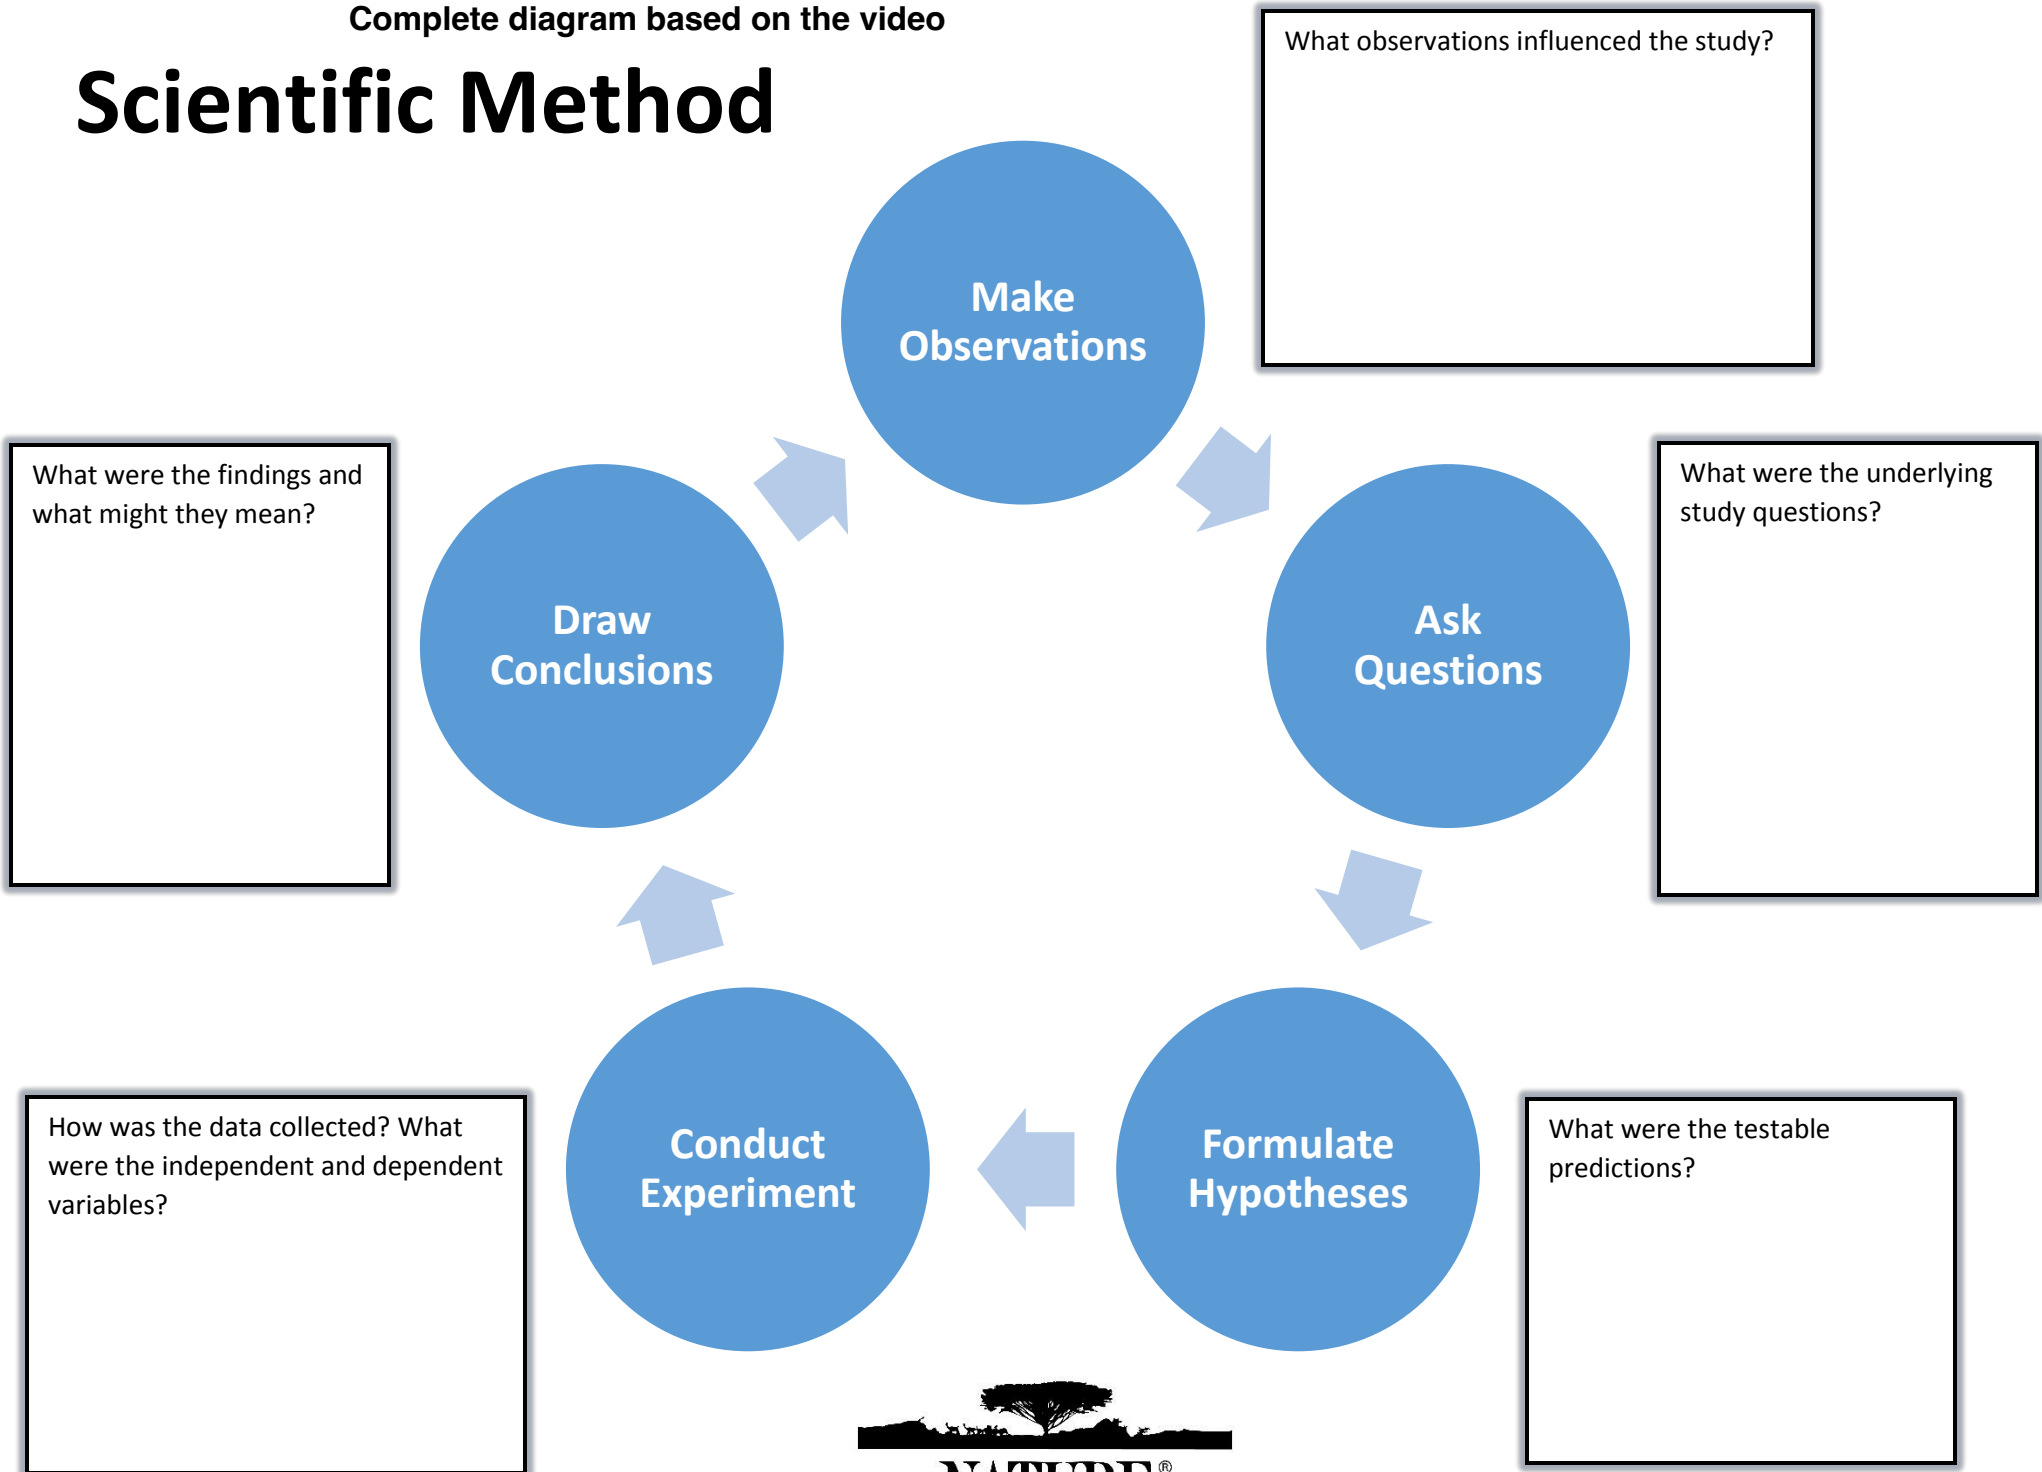 Complete diagram based on the video
Scientific Method
What observations influenced the study?
Make
Observations
What were the underlying
study questions?
Ask
Questions
What were the testable
predictions?
Formulate
Hypotheses
How was the data collected? What
were the independent and dependent
variables?
Conduct
Experiment
What were the findings and
what might they mean?
Draw
Conclusions
NATURE®